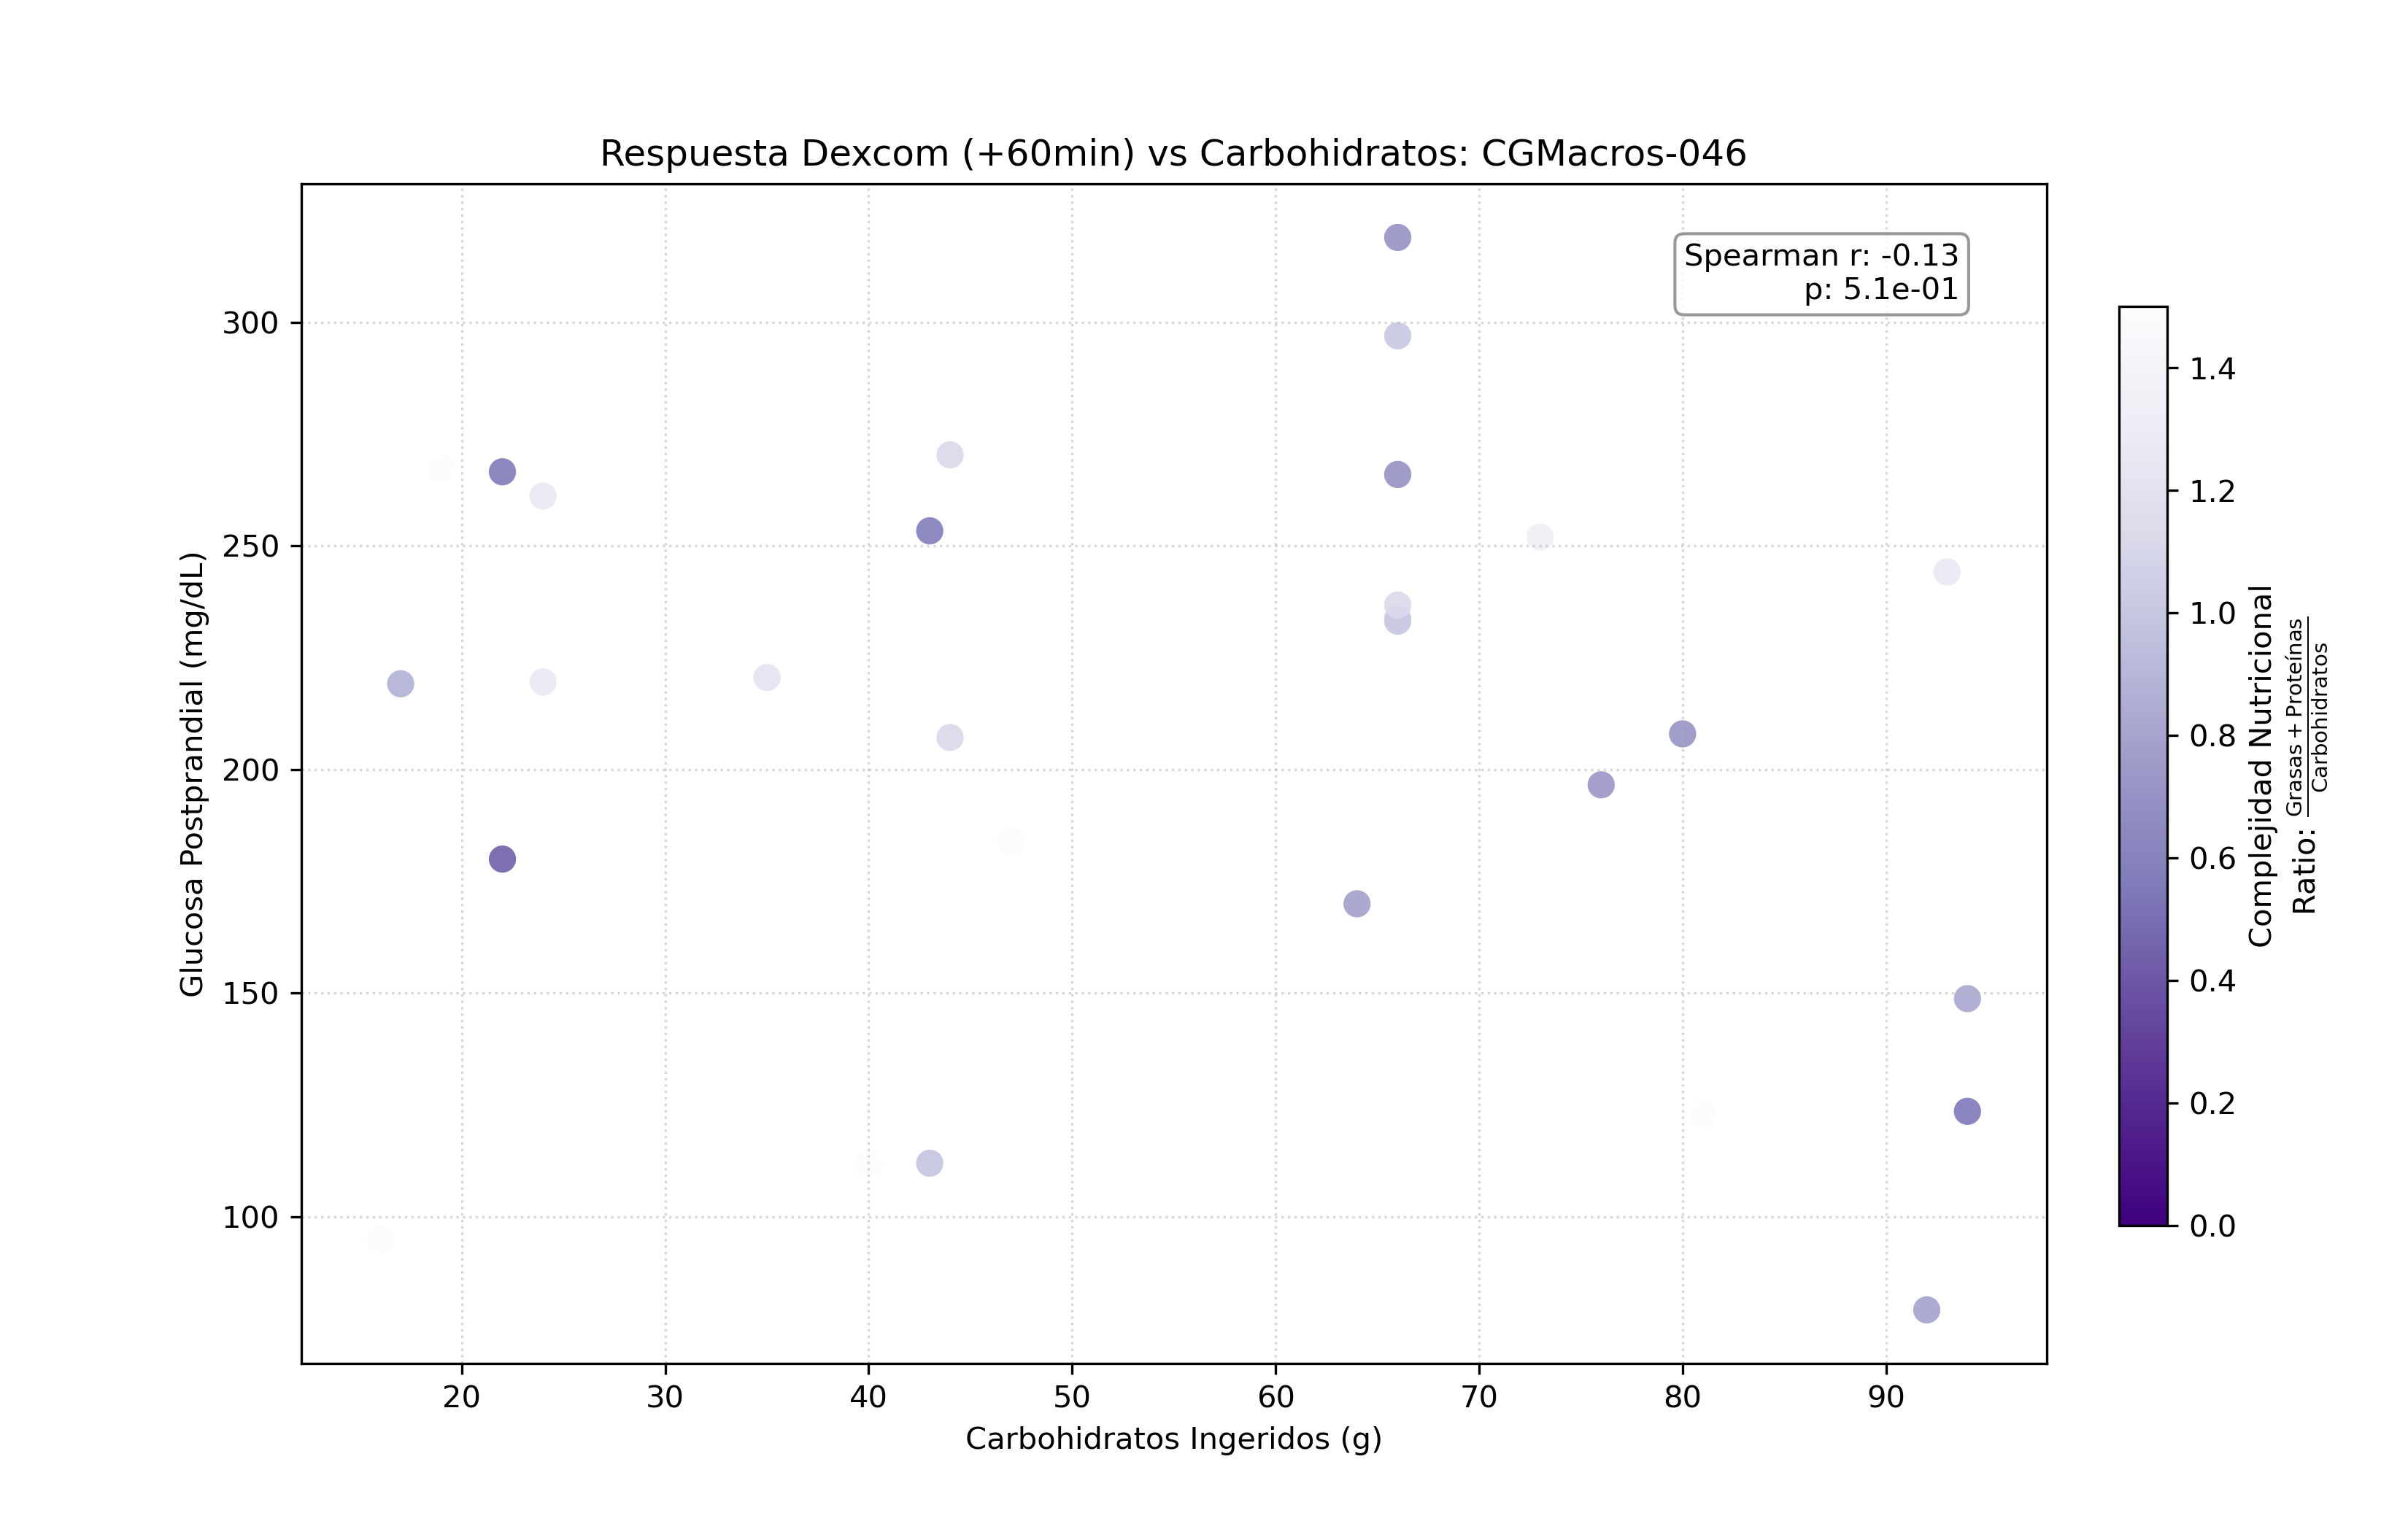 Respuesta Dexcom (+60min) vs Carbohidratos: CGMacros-046
Spearman r: -0.13
p: 5.1e-01
Glucosa Postprandial (mg/dL)
300
250
200
150
100
20
30
40
50
60
70
80
90
Carbohidratos Ingeridos (g)
1.4
1.2
1.0
0.8
0.6
0.4
0.2
0.0
Complejidad Nutricional
Ratio: Grasas + Proteínas
Carbohidratos